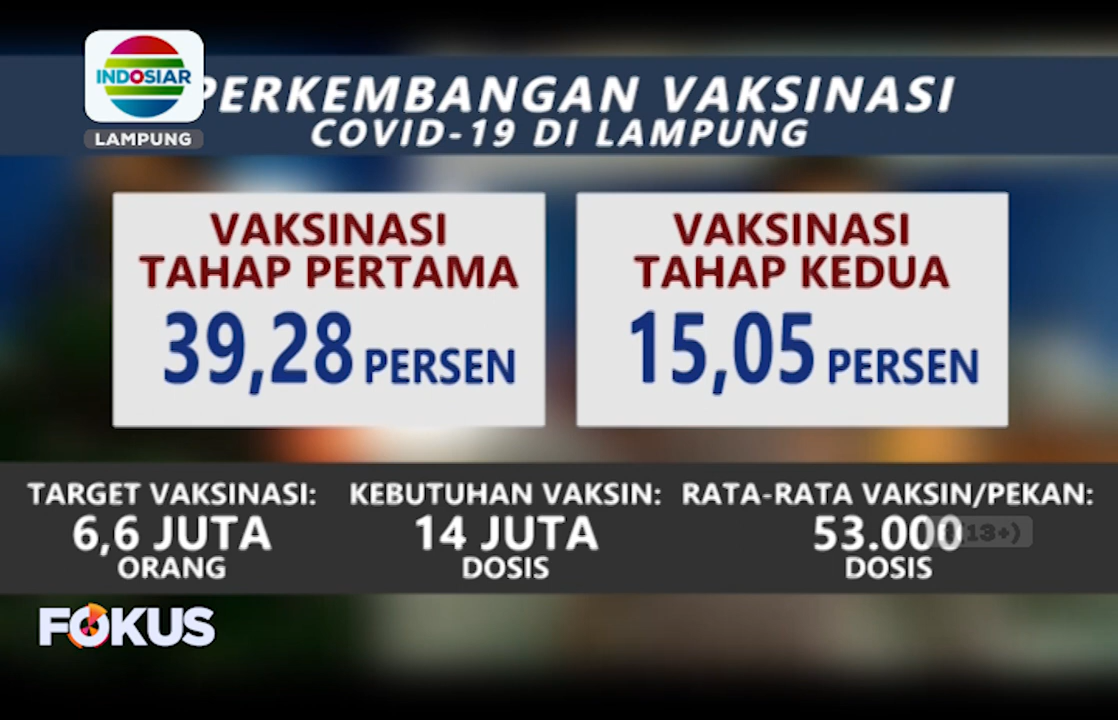 INDOSIAR
LAMPUNG
PERKEMBANGAN VAKSINASI
COVID-19 DI LAMPUNG
VAKSINASI
TAHAP PERTAMA
39,28 PERSEN
VAKSINASI
TAHAP KEDUA
15,05 PERSEN
TARGET VAKSINASI:
6,6 JUTA
ORANG
KEBUTUHAN VAKSIN:
14 JUTA
DOSIS
RATA-RATA VAKSIN/PEKAN:
53.000
DOSIS
(13+)
FOKUS